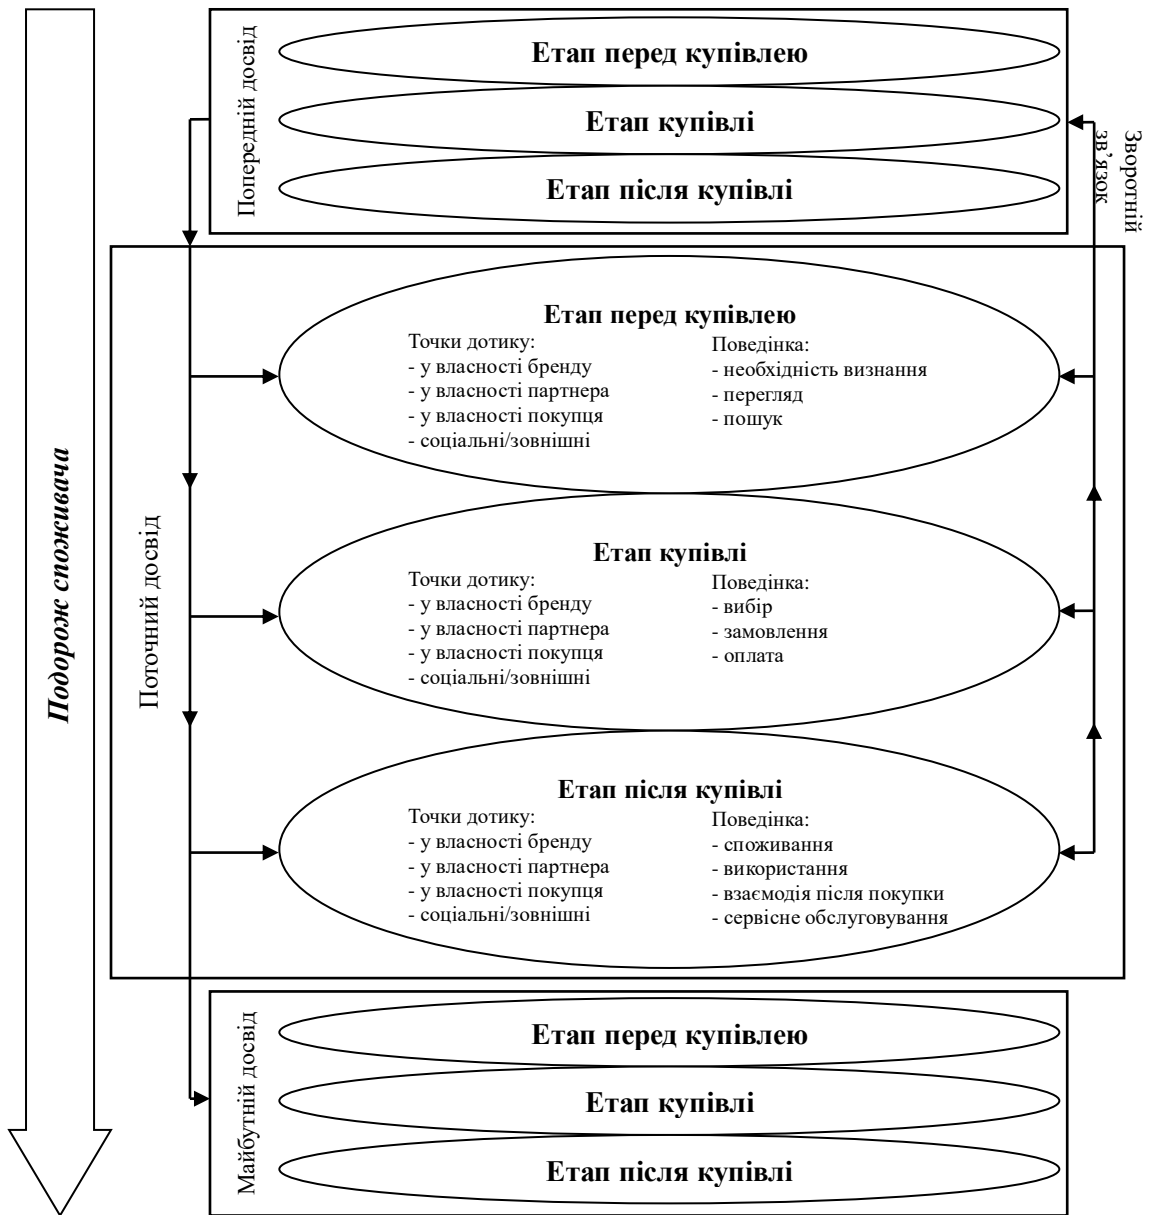 Подорож споживача
Попередній досвід
Етап перед купівлею
Етап купівлі
Етап після купівлі
Зворотній
зв’язок
Поточний досвід
Етап перед купівлею
Точки дотику:
- у власності бренду
- у власності партнера
- у власності покупця
- соціальні/зовнішні
Поведінка:
- необхідність визнання
- перегляд
- пошук
Етап купівлі
Точки дотику:
- у власності бренду
- у власності партнера
- у власності покупця
- соціальні/зовнішні
Поведінка:
- вибір
- замовлення
- оплата
Етап після купівлі
Точки дотику:
- у власності бренду
- у власності партнера
- у власності покупця
- соціальні/зовнішні
Поведінка:
- споживання
- використання
- взаємодія після покупки
- сервісне обслуговування
Майбутній досвід
Етап перед купівлею
Етап купівлі
Етап після купівлі